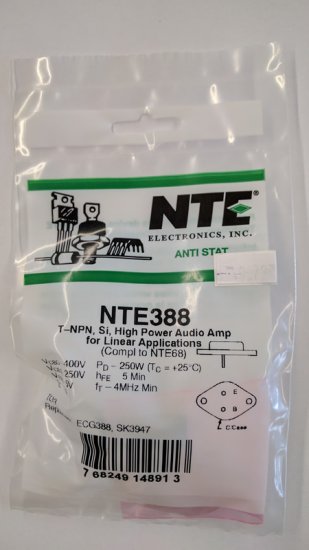 NTE®
ELECTRONICS, INC.
ANTI STAT
NTE388
T–NPN, Si, High Power Audio Amp
for Linear Applications
(Compl to NTE68)
400V PD – 250W (TC = +25°C)
250V hFE 5 Min
fT – 4MHz Min
E
B
C/Case
ECG388, SK3947
7 68249 14891 3